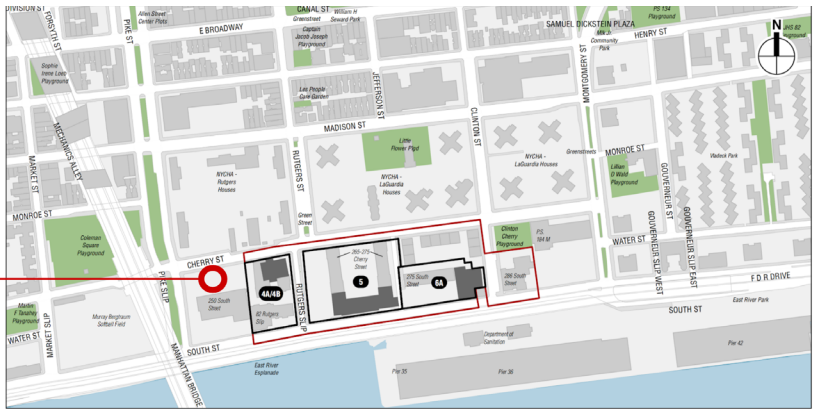 DIVISION ST
FORSYTH ST
PIKE ST
Allen Street
Center Plots
E BROADWAY
CANAL ST
Greenstreet
William H
Seward Park
Captain
Jacob Joseph
Playground
SAMUEL DICKSTEIN PLAZA
PS 134
Playground
HENRY ST
JHS 82
N
Community
Park
MONTGOMERY ST
Sophie
Irene Loeb
Playground
JEFFERSON ST
CLINTON ST
MADISON ST
Little
Flower Plgd
MECHANICS ALLEY
MARKET ST
RUTGERS ST
NYCHA -
Rutgers
Houses
NYCHA -
LaGuardia
Houses
NYCHA -
LaGuardia Houses
Greenstreets
MONROE ST
Lillian
D Wald
Playground
GOUVERNEUR ST
Vladeck Park
MONROE ST
Green
Street
Coleman
Square
Playground
CHERRY ST
Clinton
Cherry
Playground
P.S.
184 M
WATER ST
GOUVERNEUR SLIP WEST
GOUVERNEUR SLIP EAST
265-275
Cherry
Street
5
4A/4B
6A
275 South
Street
286 South
Street
F D R DRIVE
PIKE SLIP
250 South
Street
82 Rutgers
Slip
RUTGERS SLIP
SOUTH ST
East River Park
Martin
F Tanahey
Playground
Murray Bergtraum
Softball Field
WATER ST
MARKET SLIP
SOUTH ST
MANHATTAN BRIDGE
East River
Esplanade
Department of
Sanitation
Pier 35
Pier 36
Pier 42